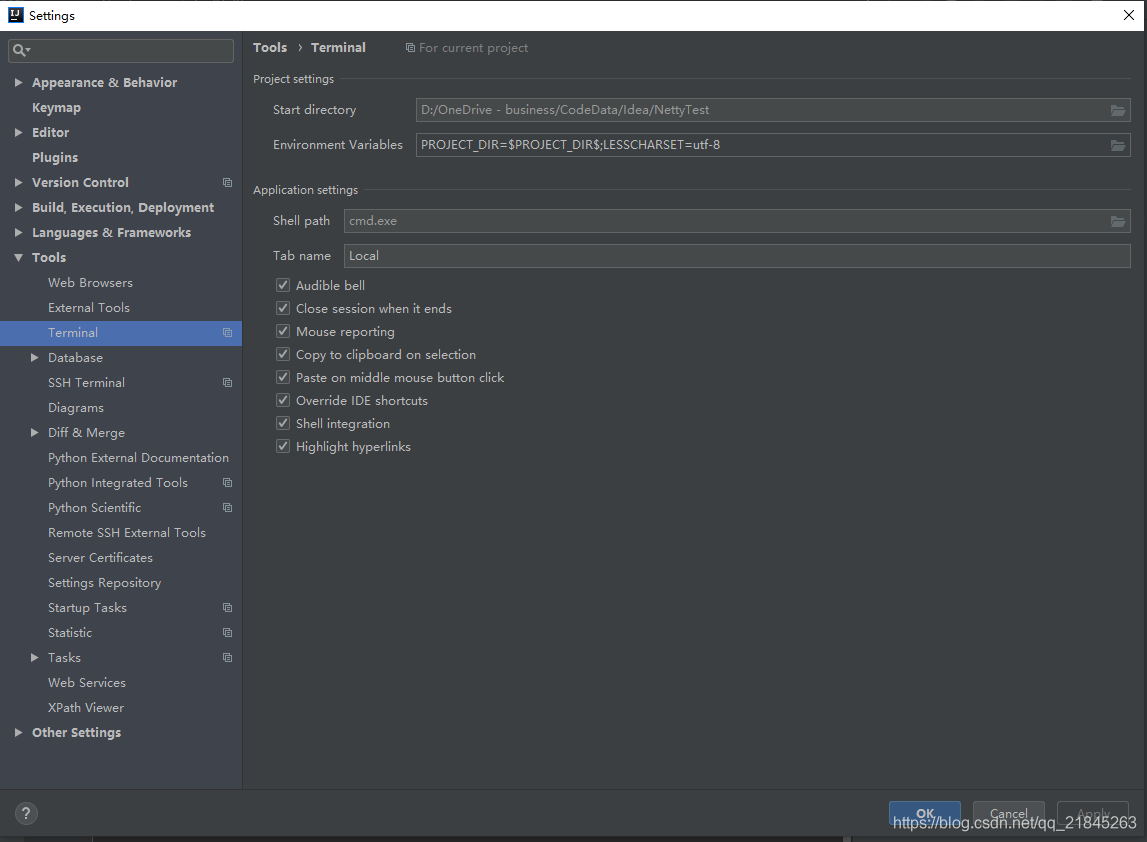 Settings
Tools › Terminal For current project
Appearance & Behavior
Keymap
Editor
Plugins
Version Control
Build, Execution, Deployment
Languages & Frameworks
Tools
Web Browsers
External Tools
Terminal
Database
SSH Terminal
Diagrams
Diff & Merge
Python External Documentation
Python Integrated Tools
Python Scientific
Remote SSH External Tools
Server Certificates
Settings Repository
Startup Tasks
Statistic
Tasks
Web Services
XPath Viewer
Other Settings
Project settings
Start directory D:/OneDrive - business/CodeData/Idea/NettyTest
Environment Variables PROJECT_DIR=$PROJECT_DIR$;LESSCHARSET=utf-8
Application settings
Shell path cmd.exe
Tab name Local
Audible bell
Close session when it ends
Mouse reporting
Copy to clipboard on selection
Paste on middle mouse button click
Override IDE shortcuts
Shell integration
Highlight hyperlinks
?
OK Cancel Apply
https://blog.csdn.net/qq_21845263